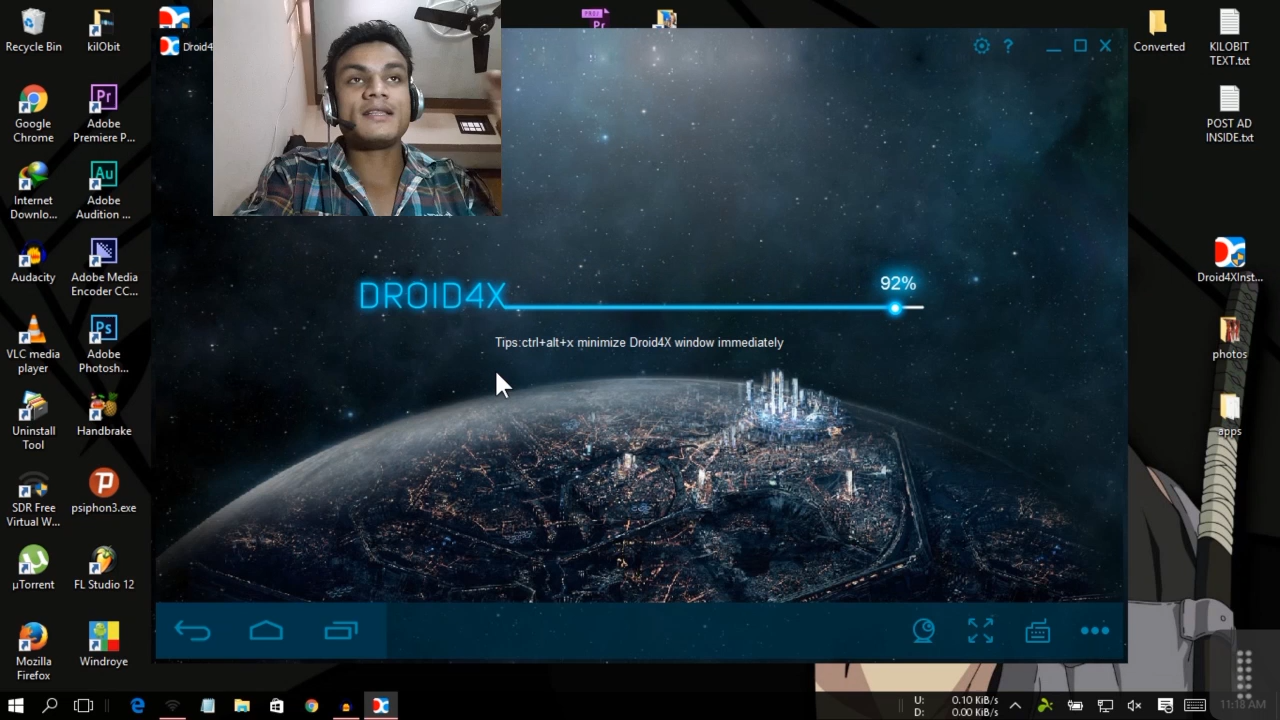 Recycle Bin
kilObit
Droid4
Converted
KILOBIT
TEXT.txt
Google
Chrome
Adobe
Premiere P...
POST AD
INSIDE.txt
Internet
Downlo...
Adobe
Audition ...
Audacity
Adobe Media
Encoder CC...
Droid4XInst...
DROID4X
92%
Tips:ctrl+alt+x minimize Droid4X window immediately
VLC media
player
Adobe
Photosh...
photos
Uninstall
Tool
Handbrake
apps
SDR Free
Virtual W...
psiphon3.exe
µTorrent
FL Studio 12
Mozilla
Firefox
Windroye
U: 0.10 KiB/s
D: 0.00 KiB/s
11:18 AM